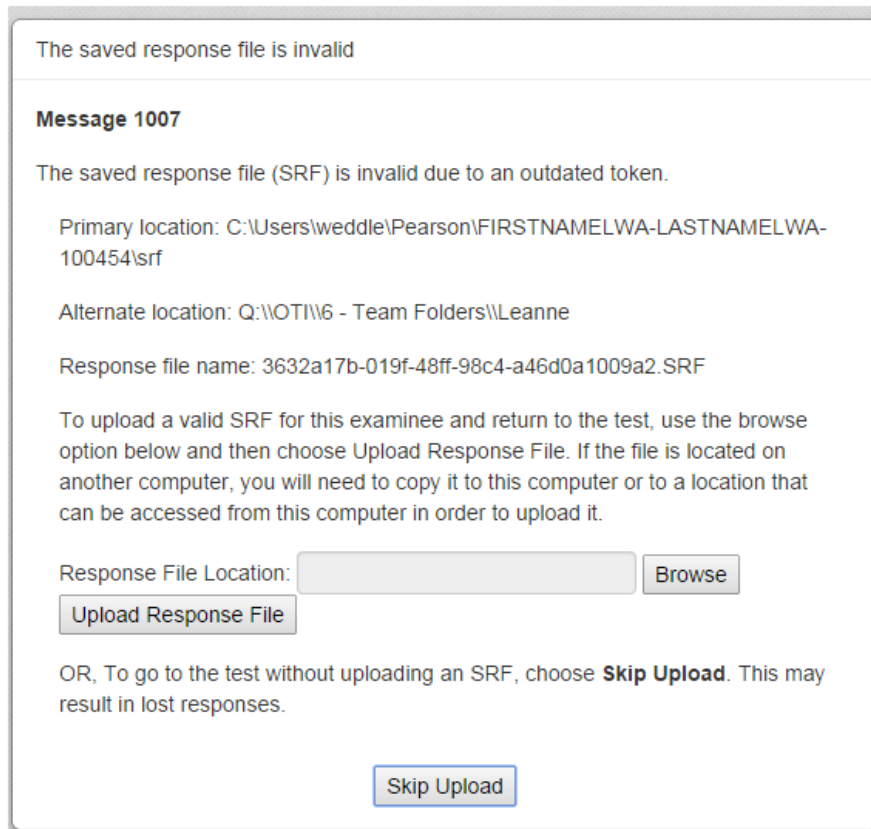 The saved response file is invalid
Message 1007
The saved response file (SRF) is invalid due to an outdated token.
Primary location: C:\Users\weddle\Pearson\FIRSTNAMELWA-LASTNAMELWA-
100454\srf
Alternate location: Q:\\OTI\\6 - Team Folders\\Leanne
Response file name: 3632a17b-019f-48ff-98c4-a46d0a1009a2.SRF
To upload a valid SRF for this examinee and return to the test, use the browse
option below and then choose Upload Response File. If the file is located on
another computer, you will need to copy it to this computer or to a location that
can be accessed from this computer in order to upload it.
Response File Location: Browse
Upload Response File
OR, To go to the test without uploading an SRF, choose Skip Upload. This may
result in lost responses.
Skip Upload